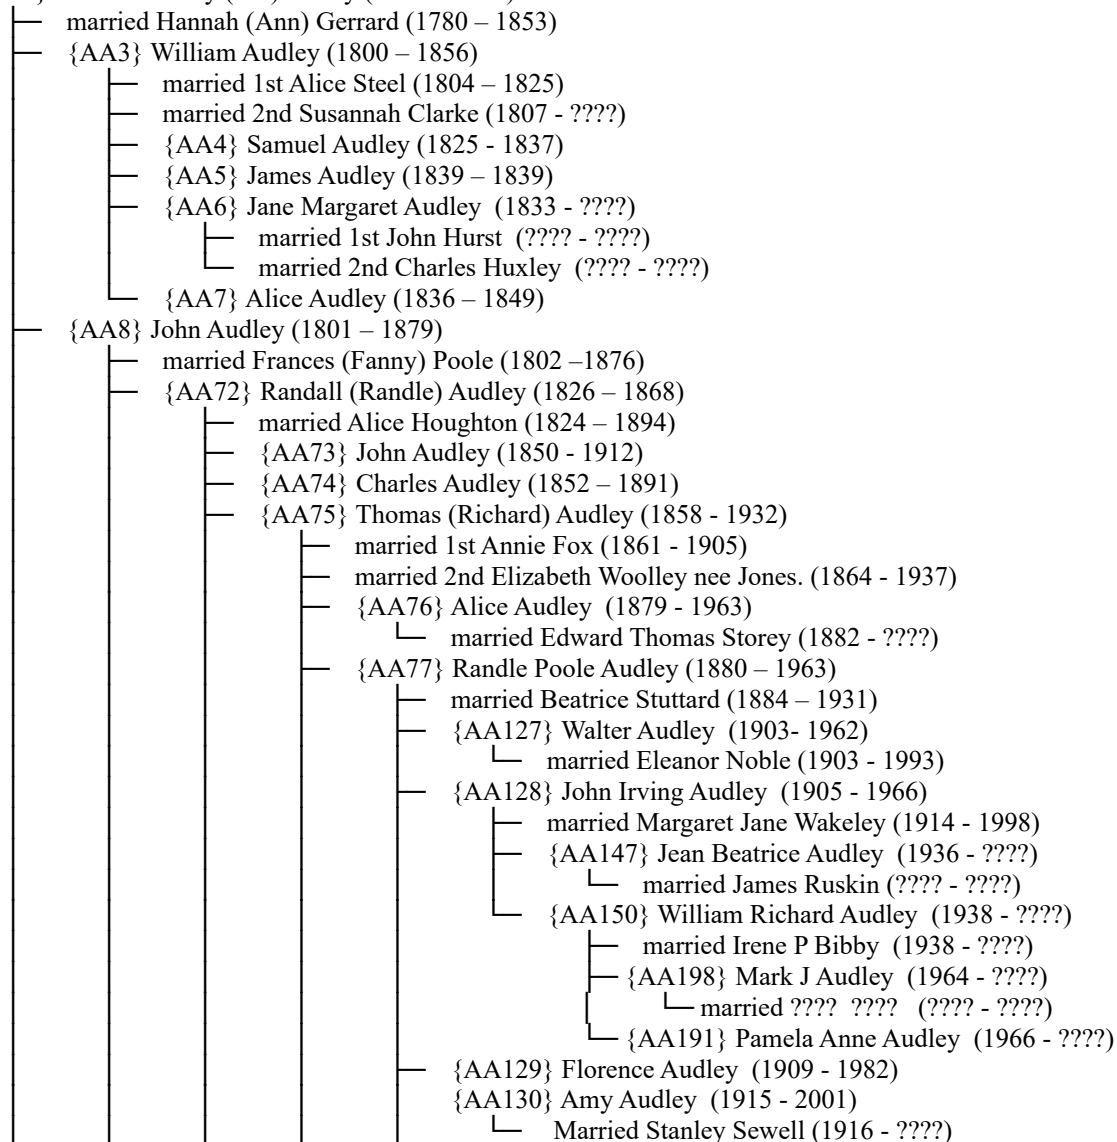 married Hannah (Ann) Gerrard (1780 – 1853)
{AA3} William Audley (1800 – 1856)
married 1st Alice Steel (1804 – 1825)
married 2nd Susannah Clarke (1807 - ????)
{AA4} Samuel Audley (1825 - 1837)
{AA5} James Audley (1839 – 1839)
{AA6} Jane Margaret Audley  (1833 - ????)
married 1st John Hurst  (???? - ????)
married 2nd Charles Huxley  (???? - ????)
{AA7} Alice Audley (1836 – 1849)
{AA8} John Audley (1801 – 1879)
married Frances (Fanny) Poole (1802 –1876)
{AA72} Randall (Randle) Audley (1826 – 1868)
married Alice Houghton (1824 – 1894)
{AA73} John Audley (1850 - 1912)
{AA74} Charles Audley (1852 – 1891)
{AA75} Thomas (Richard) Audley (1858 - 1932)
married 1st Annie Fox (1861 - 1905)
married 2nd Elizabeth Woolley nee Jones. (1864 - 1937)
{AA76} Alice Audley  (1879 - 1963)
married Edward Thomas Storey (1882 - ????)
{AA77} Randle Poole Audley (1880 – 1963)
married Beatrice Stuttard (1884 – 1931)
{AA127} Walter Audley  (1903- 1962)
married Eleanor Noble (1903 - 1993)
{AA128} John Irving Audley  (1905 - 1966)
married Margaret Jane Wakeley (1914 - 1998)
{AA147} Jean Beatrice Audley  (1936 - ????)
married James Ruskin (???? - ????)
{AA150} William Richard Audley  (1938 - ????)
married Irene P Bibby  (1938 - ????)
{AA198} Mark J Audley  (1964 - ????)
married ????  ????   (???? - ????)
{AA191} Pamela Anne Audley  (1966 - ????)
{AA129} Florence Audley  (1909 - 1982)
{AA130} Amy Audley  (1915 - 2001)
Married Stanley Sewell (1916 - ????)